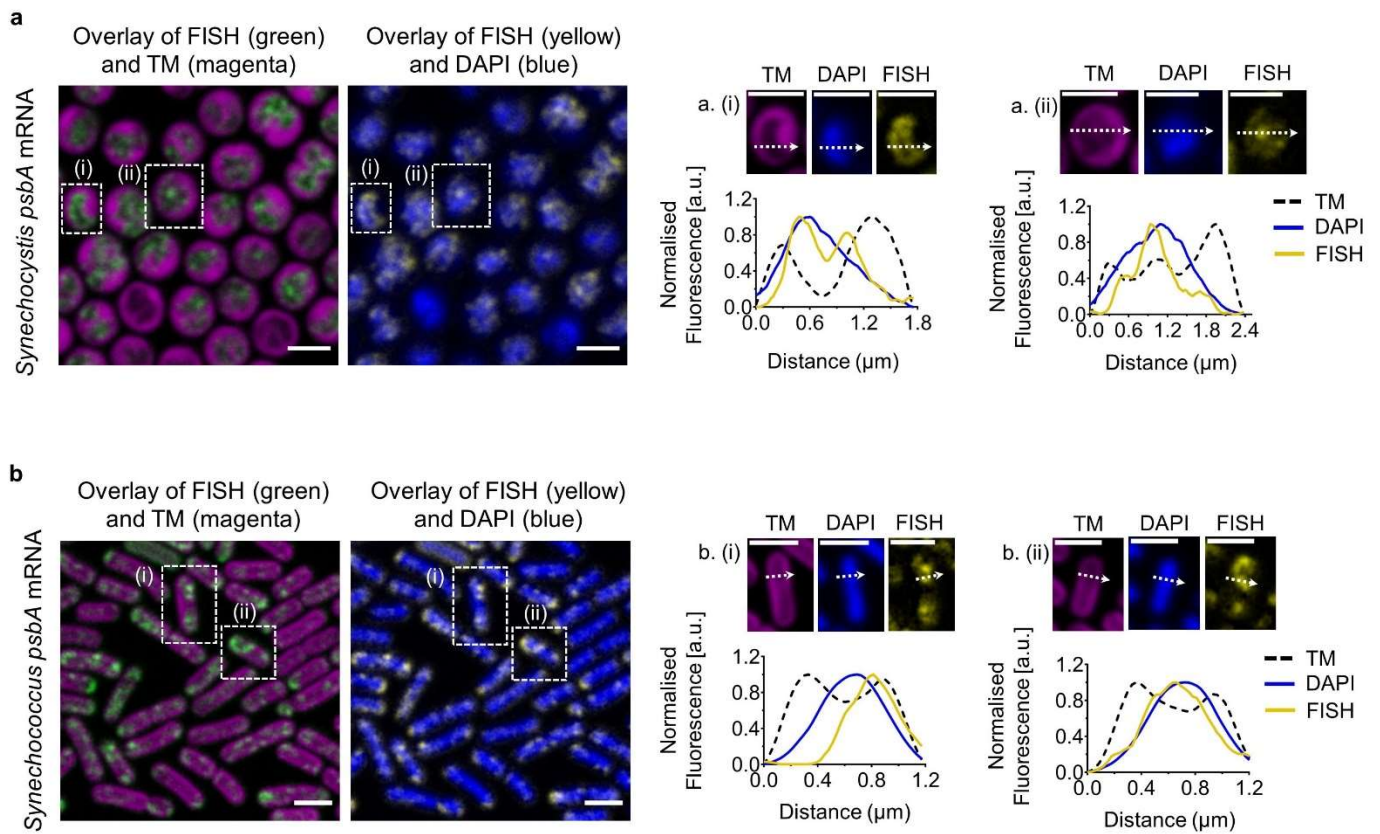 a
Overlay of FISH (green)
and TM (magenta)
Overlay of FISH (yellow)
and DAPI (blue)
Synechocystis psbA mRNA
(i)
(ii)
(i)
(ii)
a. (i)
TM
DAPI
FISH
Normalised
Fluorescence [a.u.]
1.2
0.8
0.4
0.0
0.0
0.6
1.2
1.8
Distance (µm)
a. (ii)
TM
DAPI
FISH
Normalised
Fluorescence [a.u.]
1.2
0.8
0.4
0.0
0.0
0.6
1.2
1.8
2.4
Distance (µm)
TM
DAPI
FISH
b
Overlay of FISH (green)
and TM (magenta)
Overlay of FISH (yellow)
and DAPI (blue)
Synechococcus psbA mRNA
(i)
(ii)
(i)
(ii)
b. (i)
TM
DAPI
FISH
Normalised
Fluorescence [a.u.]
1.2
0.8
0.4
0.0
0.0
0.4
0.8
1.2
Distance (µm)
b. (ii)
TM
DAPI
FISH
Normalised
Fluorescence [a.u.]
1.2
0.8
0.4
0.0
0.0
0.4
0.8
1.2
Distance (µm)
TM
DAPI
FISH